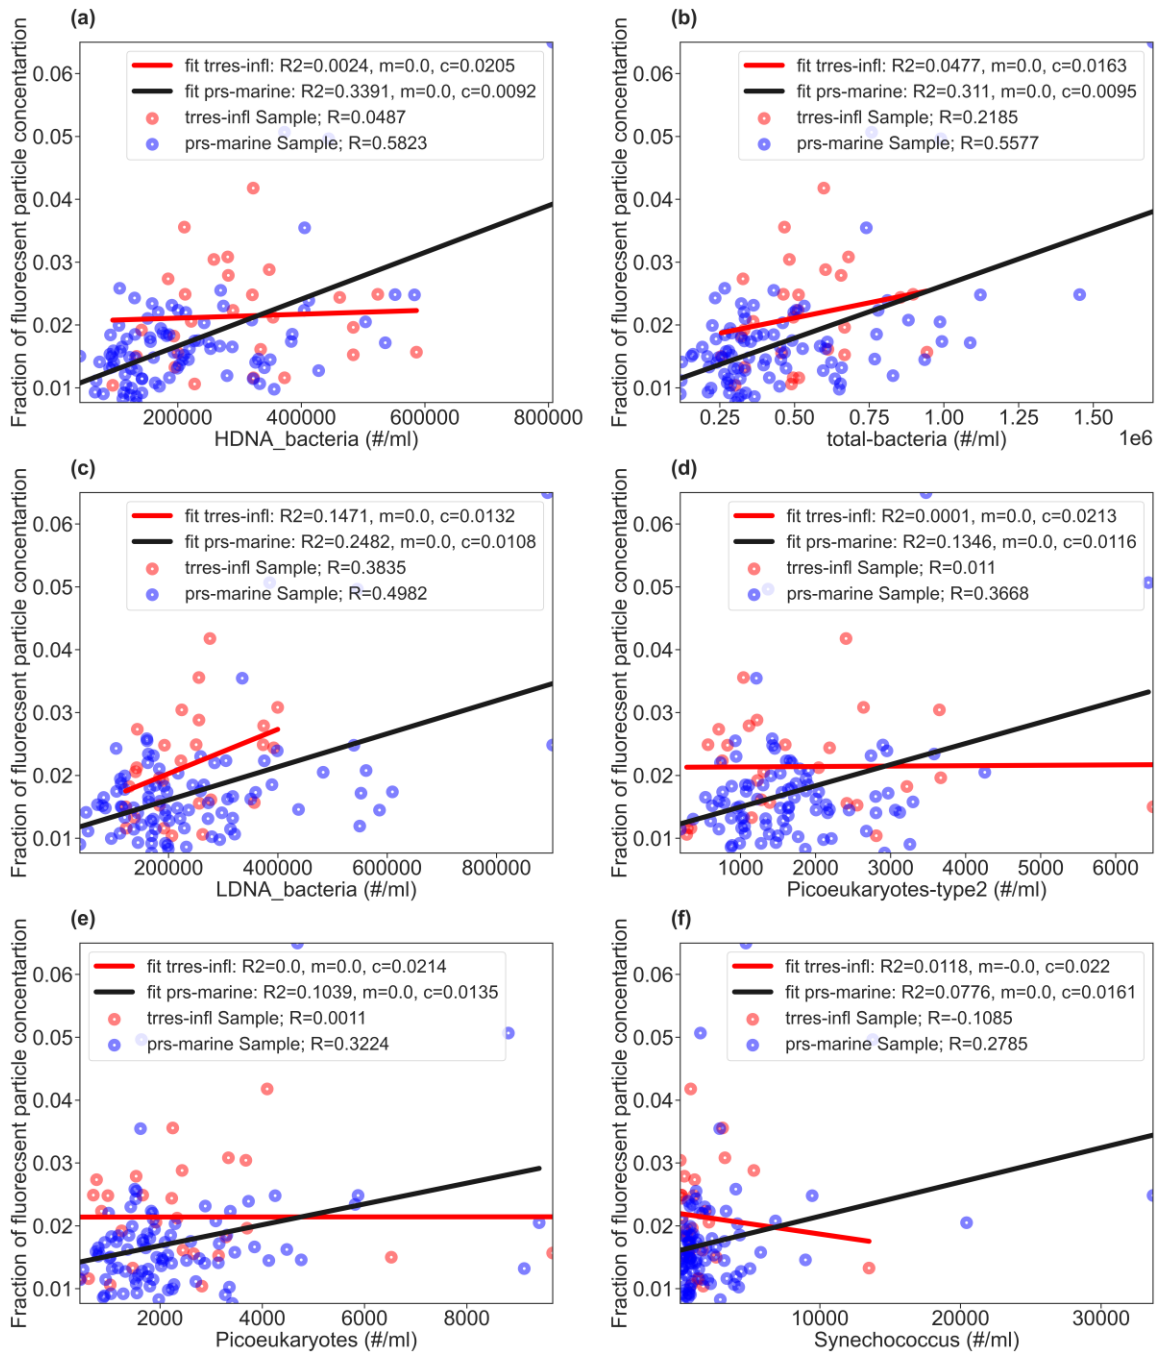 (a)
Fraction of fluorecsent particle concentartion
0.06
0.05
0.04
0.03
0.02
0.01
fit trres-infl: R2=0.0024, m=0.0, c=0.0205
fit prs-marine: R2=0.3391, m=0.0, c=0.0092
trres-infl Sample; R=0.0487
prs-marine Sample; R=0.5823
200000 400000 600000 800000
HDNA_bacteria (#/ml)
(b)
Fraction of fluorecsent particle concentartion
0.06
0.05
0.04
0.03
0.02
0.01
fit trres-infl: R2=0.0477, m=0.0, c=0.0163
fit prs-marine: R2=0.311, m=0.0, c=0.0095
trres-infl Sample; R=0.2185
prs-marine Sample; R=0.5577
0.25 0.50 0.75 1.00 1.25 1.50
total-bacteria (#/ml)
1e6
(c)
Fraction of fluorecsent particle concentartion
0.06
0.05
0.04
0.03
0.02
0.01
fit trres-infl: R2=0.1471, m=0.0, c=0.0132
fit prs-marine: R2=0.2482, m=0.0, c=0.0108
trres-infl Sample; R=0.3835
prs-marine Sample; R=0.4982
200000 400000 600000 800000
LDNA_bacteria (#/ml)
(d)
Fraction of fluorecsent particle concentartion
0.06
0.05
0.04
0.03
0.02
0.01
fit trres-infl: R2=0.0001, m=0.0, c=0.0213
fit prs-marine: R2=0.1346, m=0.0, c=0.0116
trres-infl Sample; R=0.011
prs-marine Sample; R=0.3668
1000 2000 3000 4000 5000 6000
Picoeukaryotes-type2 (#/ml)
(e)
Fraction of fluorecsent particle concentartion
0.06
0.05
0.04
0.03
0.02
0.01
fit trres-infl: R2=0.0, m=0.0, c=0.0214
fit prs-marine: R2=0.1039, m=0.0, c=0.0135
trres-infl Sample; R=0.0011
prs-marine Sample; R=0.3224
2000 4000 6000 8000
Picoeukaryotes (#/ml)
(f)
Fraction of fluorecsent particle concentartion
0.06
0.05
0.04
0.03
0.02
0.01
fit trres-infl: R2=0.0118, m=-0.0, c=0.022
fit prs-marine: R2=0.0776, m=0.0, c=0.0161
trres-infl Sample; R=-0.1085
prs-marine Sample; R=0.2785
10000 20000 30000
Synechococcus (#/ml)